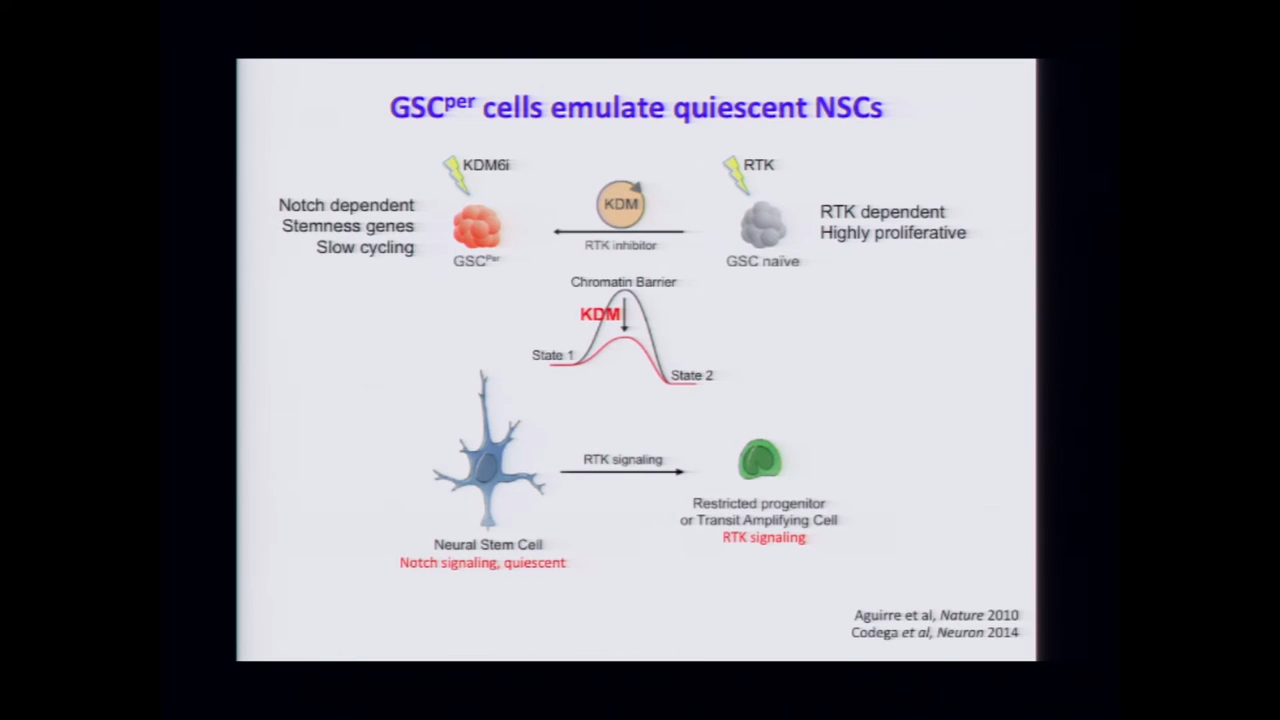 GSCper cells emulate quiescent NSCs
KDM6i
RTK
KDM
Notch dependent
Stemness genes
Slow cycling
RTK dependent
Highly proliferative
RTK inhibitor
GSCPer
GSC naïve
Chromatin Barrier
KDM
State 1
State 2
RTK signaling
Restricted progenitor
or Transit Amplifying Cell
RTK signaling
Neural Stem Cell
Notch signaling, quiescent
Aguirre et al, Nature 2010
Codega et al, Neuron 2014